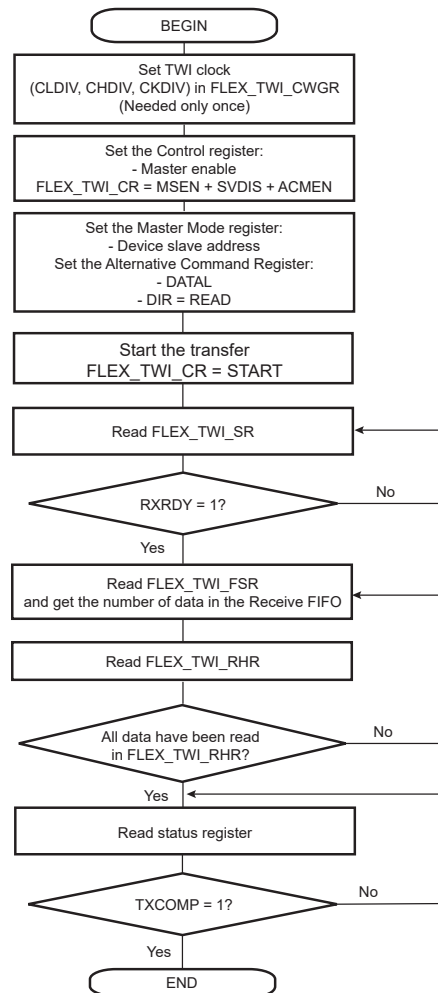 BEGIN
Set TWI clock
(CLDIV, CHDIV, CKDIV) in FLEX_TWI_CWGR
(Needed only once)
Set the Control register:
- Master enable
FLEX_TWI_CR = MSEN + SVDIS + ACMEN
Set the Master Mode register:
- Device slave address
Set the Alternative Command Register:
- DATAL
- DIR = READ
Start the transfer
FLEX_TWI_CR = START
Read FLEX_TWI_SR
RXRDY = 1?
No
Yes
Read FLEX_TWI_FSR
and get the number of data in the Receive FIFO
Read FLEX_TWI_RHR
All data have been read
in FLEX_TWI_RHR?
No
Yes
Read status register
TXCOMP = 1?
No
Yes
END